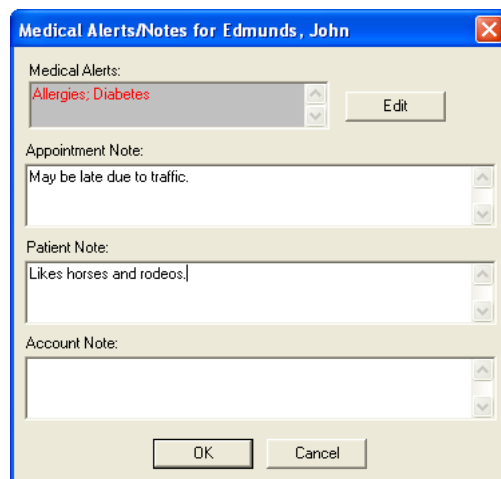 Medical Alerts/Notes for Edmunds, John
Medical Alerts:
Allergies; Diabetes
Edit
Appointment Note:
May be late due to traffic.
Patient Note:
Likes horses and rodeos.
Account Note:
OK Cancel